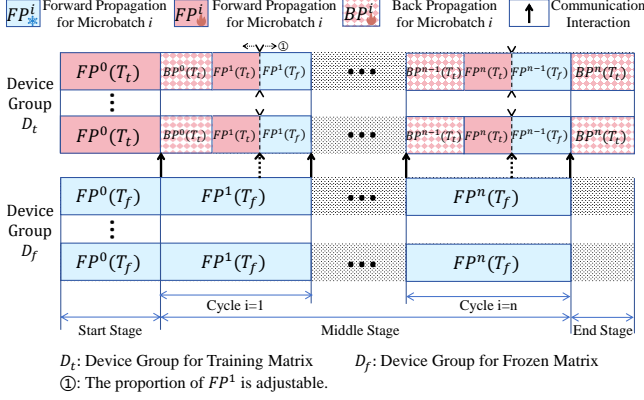 FP^i Forward Propagation for Microbatch i
FP^i Forward Propagation for Microbatch i
BP^i Back Propagation for Microbatch i
Communication Interaction
①
Device Group D_t
FP^0(T_t) BP^0(T_t) FP^1(T_t) FP^1(T_f) ••• BP^{n-1}(T_t) FP^n(T_t) FP^{n-1}(T_f) BP^n(T_t)
⋮
FP^0(T_t) BP^0(T_t) FP^1(T_t) FP^1(T_f) ••• BP^{n-1}(T_t) FP^n(T_t) FP^{n-1}(T_f) BP^n(T_t)
Device Group D_f
FP^0(T_f) FP^1(T_f) ••• FP^n(T_f)
⋮
FP^0(T_f) FP^1(T_f) ••• FP^n(T_f)
Cycle i=1 Cycle i=n
Start Stage Middle Stage End Stage
D_t: Device Group for Training Matrix D_f: Device Group for Frozen Matrix
①: The proportion of FP^1 is adjustable.